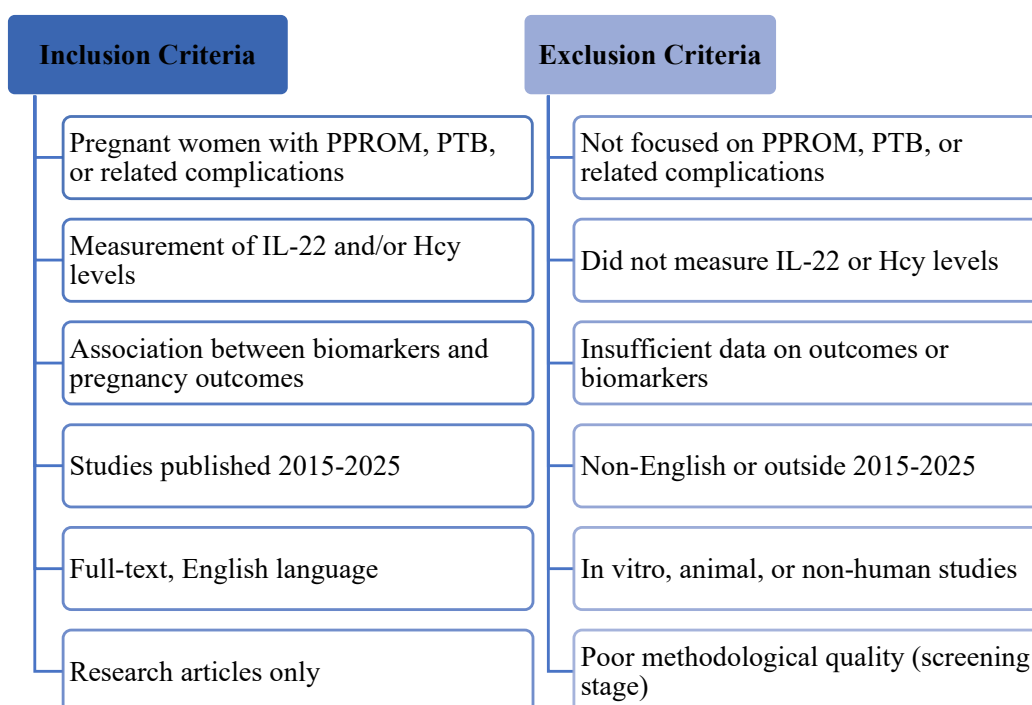 Inclusion Criteria
Pregnant women with PPROM, PTB,
or related complications
Measurement of IL-22 and/or Hcy
levels
Association between biomarkers and
pregnancy outcomes
Studies published 2015-2025
Full-text, English language
Research articles only
Exclusion Criteria
Not focused on PPROM, PTB, or
related complications
Did not measure IL-22 or Hcy levels
Insufficient data on outcomes or
biomarkers
Non-English or outside 2015-2025
In vitro, animal, or non-human studies
Poor methodological quality (screening
stage)